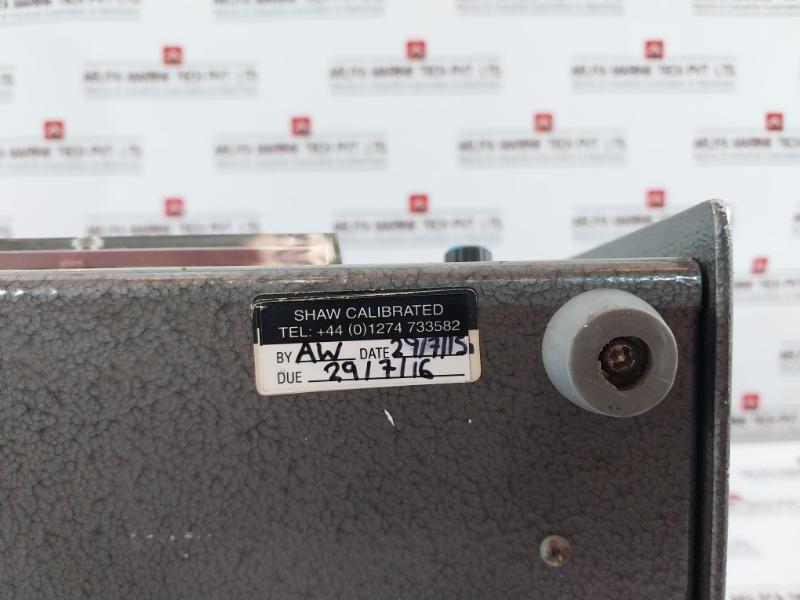 SHAW CALIBRATED
TEL: +44 (0)1274 733582
BY AW DATE 29/7/15
DUE 29/7/16